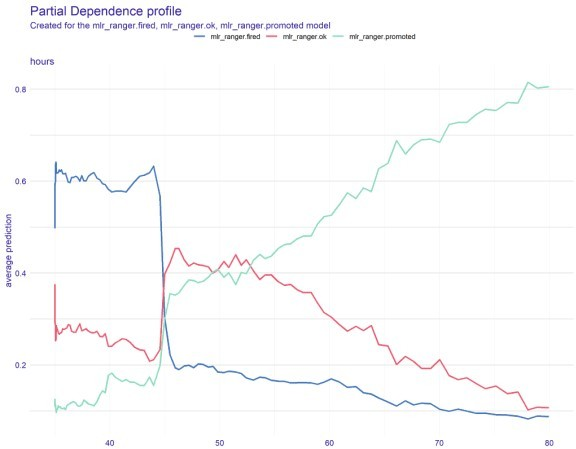 Partial Dependence profile
Created for the mlr_ranger.fired, mlr_ranger.ok, mlr_ranger.promoted model
mlr_ranger.fired mlr_ranger.ok mlr_ranger.promoted
hours
0.8
0.6
0.4
0.2
average prediction
40 50 60 70 80